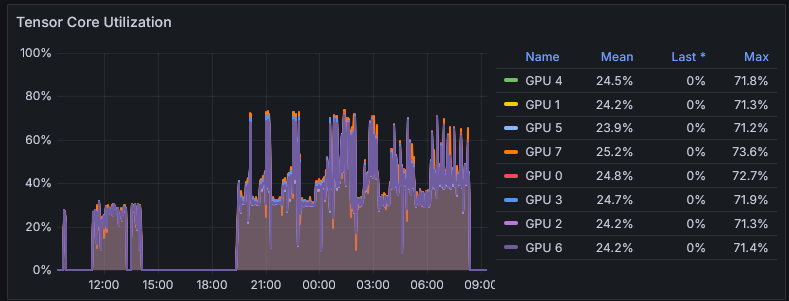 Tensor Core Utilization
100%
80%
60%
40%
20%
0%
12:00 15:00 18:00 21:00 00:00 03:00 06:00 09:00
Name Mean Last * Max
GPU 4 24.5% 0% 71.8%
GPU 1 24.2% 0% 71.3%
GPU 5 23.9% 0% 71.2%
GPU 7 25.2% 0% 73.6%
GPU 0 24.8% 0% 72.7%
GPU 3 24.7% 0% 71.9%
GPU 2 24.2% 0% 71.3%
GPU 6 24.2% 0% 71.4%